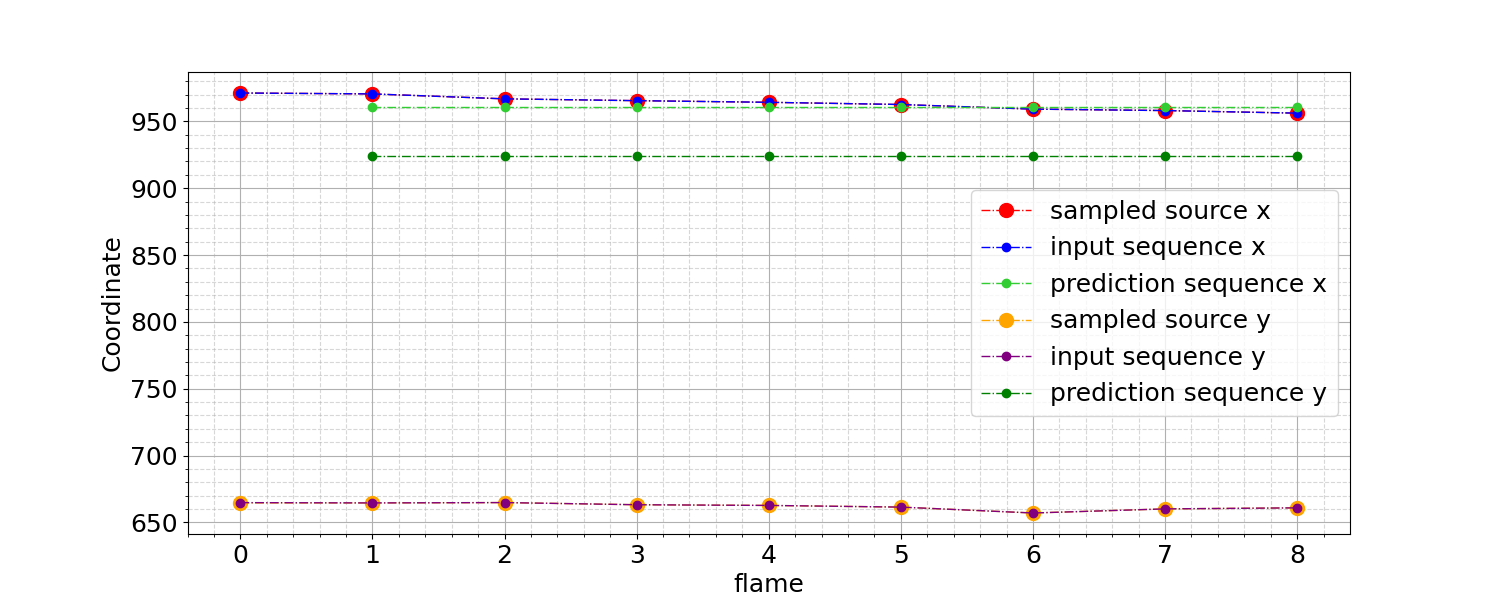 950
900
850
800
750
700
650
Coordinate
sampled source x
input sequence x
prediction sequence x
sampled source y
input sequence y
prediction sequence y
0 1 2 3 4 5 6 7 8
flame